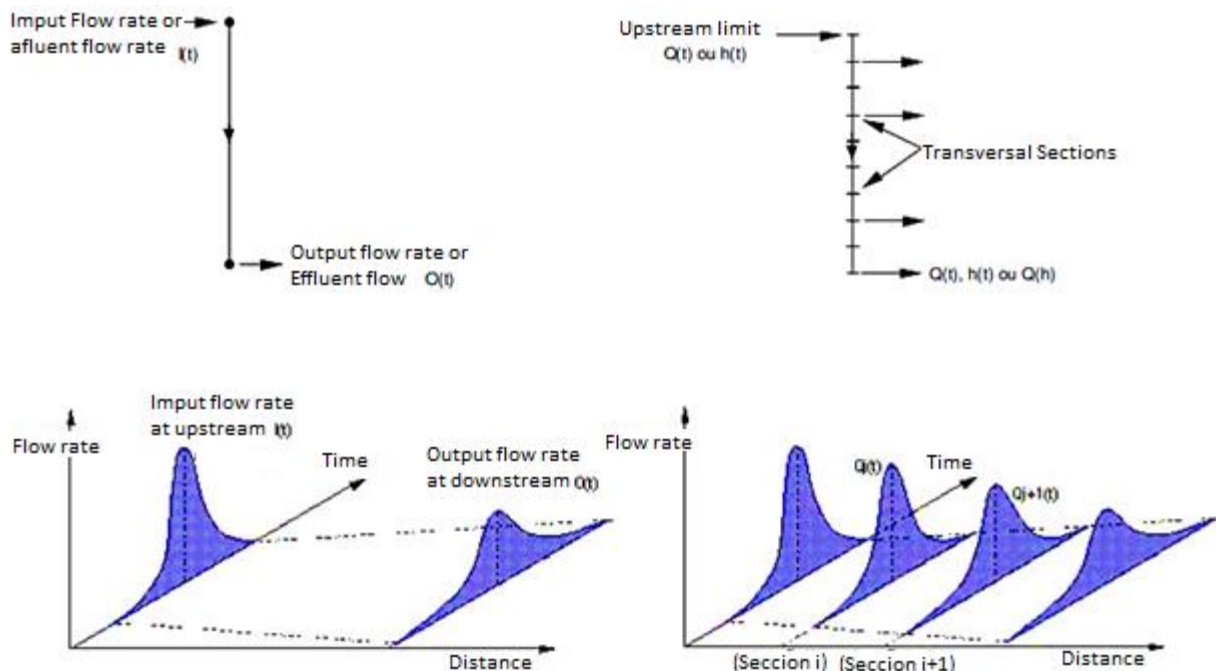 Imput Flow rate or
afluent flow rate I(t)
Output flow rate or
Effluent flow O(t)
Upstream limit
Q(t) ou h(t)
Transversal Sections
Q(t), h(t) ou Q(h)
Flow rate
Imput flow rate
at upstream I(t)
Time
Output flow rate
at downstream O(t)
Distance
Flow rate
Qj(t)
Time
Qj+1(t)
Distance
(Seccion i) (Seccion i+1)